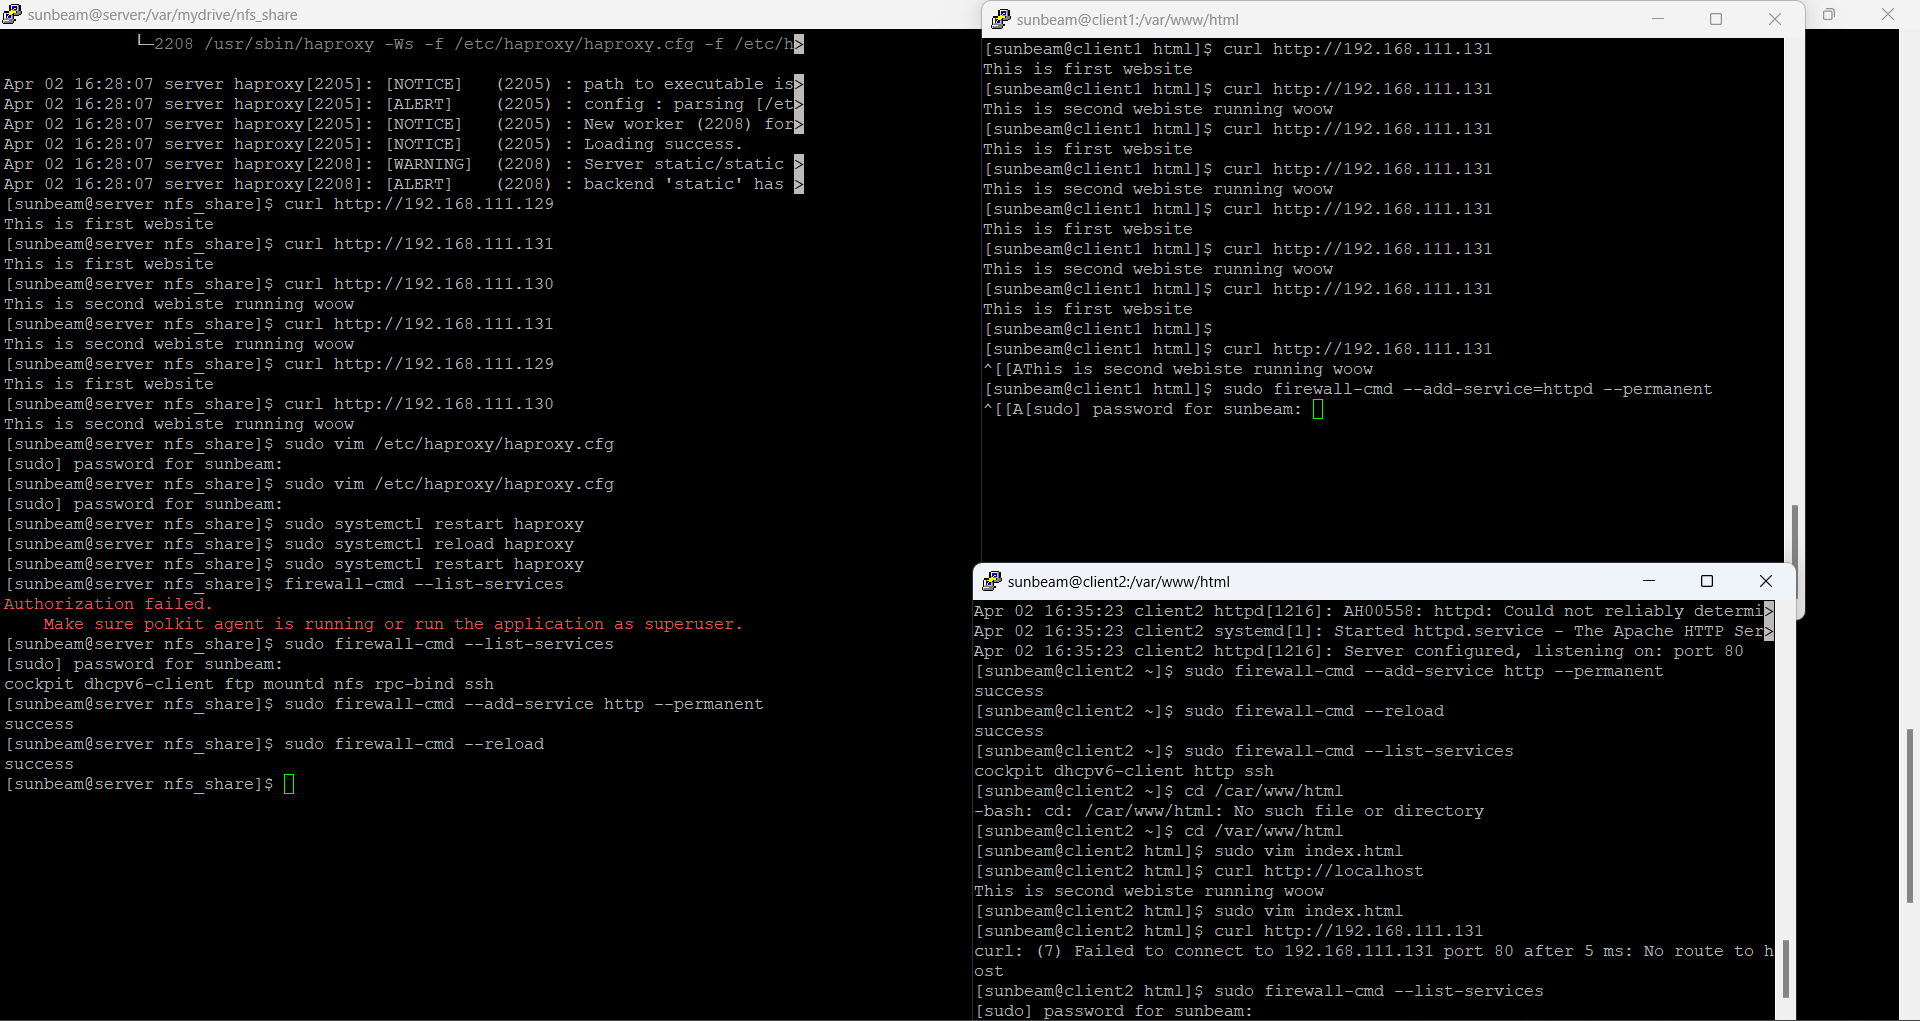 sunbeam@server:/var/mydrive/nfs_share
└─2208 /usr/sbin/haproxy -Ws -f /etc/haproxy/haproxy.cfg -f /etc/h>
Apr 02 16:28:07 server haproxy[2205]: [NOTICE]   (2205) : path to executable is>
Apr 02 16:28:07 server haproxy[2205]: [ALERT]    (2205) : config : parsing [/et>
Apr 02 16:28:07 server haproxy[2205]: [NOTICE]   (2205) : New worker (2208) for>
Apr 02 16:28:07 server haproxy[2205]: [NOTICE]   (2205) : Loading success.
Apr 02 16:28:07 server haproxy[2208]: [WARNING]  (2208) : Server static/static >
Apr 02 16:28:07 server haproxy[2208]: [ALERT]    (2208) : backend 'static' has >
[sunbeam@server nfs_share]$ curl http://192.168.111.129
This is first website
[sunbeam@server nfs_share]$ curl http://192.168.111.131
This is first website
[sunbeam@server nfs_share]$ curl http://192.168.111.130
This is second webiste running woow
[sunbeam@server nfs_share]$ curl http://192.168.111.131
This is second webiste running woow
[sunbeam@server nfs_share]$ curl http://192.168.111.129
This is first website
[sunbeam@server nfs_share]$ curl http://192.168.111.130
This is second webiste running woow
[sunbeam@server nfs_share]$ sudo vim /etc/haproxy/haproxy.cfg
[sudo] password for sunbeam:
[sunbeam@server nfs_share]$ sudo vim /etc/haproxy/haproxy.cfg
[sudo] password for sunbeam:
[sunbeam@server nfs_share]$ sudo systemctl restart haproxy
[sunbeam@server nfs_share]$ sudo systemctl reload haproxy
[sunbeam@server nfs_share]$ sudo systemctl restart haproxy
[sunbeam@server nfs_share]$ firewall-cmd --list-services
Authorization failed.
    Make sure polkit agent is running or run the application as superuser.
[sunbeam@server nfs_share]$ sudo firewall-cmd --list-services
[sudo] password for sunbeam:
cockpit dhcpv6-client ftp mountd nfs rpc-bind ssh
[sunbeam@server nfs_share]$ sudo firewall-cmd --add-service http --permanent
success
[sunbeam@server nfs_share]$ sudo firewall-cmd --reload
success
[sunbeam@server nfs_share]$
sunbeam@client1:/var/www/html
[sunbeam@client1 html]$ curl http://192.168.111.131
This is first website
[sunbeam@client1 html]$ curl http://192.168.111.131
This is second webiste running woow
[sunbeam@client1 html]$ curl http://192.168.111.131
This is first website
[sunbeam@client1 html]$ curl http://192.168.111.131
This is second webiste running woow
[sunbeam@client1 html]$ curl http://192.168.111.131
This is first website
[sunbeam@client1 html]$ curl http://192.168.111.131
This is second webiste running woow
[sunbeam@client1 html]$ curl http://192.168.111.131
This is first website
[sunbeam@client1 html]$
[sunbeam@client1 html]$ curl http://192.168.111.131
^[[AThis is second webiste running woow
[sunbeam@client1 html]$ sudo firewall-cmd --add-service=httpd --permanent
^[[A[sudo] password for sunbeam:
sunbeam@client2:/var/www/html
Apr 02 16:35:23 client2 httpd[1216]: AH00558: httpd: Could not reliably determi>
Apr 02 16:35:23 client2 systemd[1]: Started httpd.service - The Apache HTTP Ser>
Apr 02 16:35:23 client2 httpd[1216]: Server configured, listening on: port 80
[sunbeam@client2 ~]$ sudo firewall-cmd --add-service http --permanent
success
[sunbeam@client2 ~]$ sudo firewall-cmd --reload
success
[sunbeam@client2 ~]$ sudo firewall-cmd --list-services
cockpit dhcpv6-client http ssh
[sunbeam@client2 ~]$ cd /car/www/html
-bash: cd: /car/www/html: No such file or directory
[sunbeam@client2 ~]$ cd /var/www/html
[sunbeam@client2 html]$ sudo vim index.html
[sunbeam@client2 html]$ curl http://localhost
This is second webiste running woow
[sunbeam@client2 html]$ sudo vim index.html
[sunbeam@client2 html]$ curl http://192.168.111.131
curl: (7) Failed to connect to 192.168.111.131 port 80 after 5 ms: No route to h
ost
[sunbeam@client2 html]$ sudo firewall-cmd --list-services
[sudo] password for sunbeam: